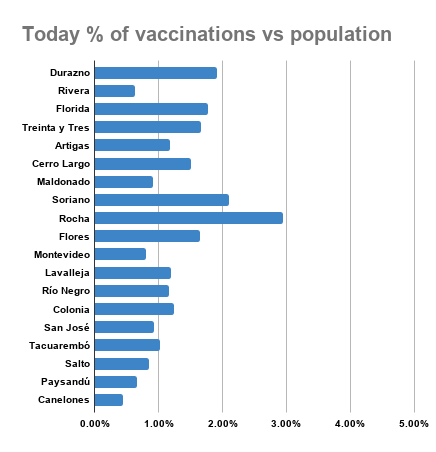 Today % of vaccinations vs population
Durazno
Rivera
Florida
Treinta y Tres
Artigas
Cerro Largo
Maldonado
Soriano
Rocha
Flores
Montevideo
Lavalleja
Río Negro
Colonia
San José
Tacuarembó
Salto
Paysandú
Canelones
0.00% 1.00% 2.00% 3.00% 4.00% 5.00%